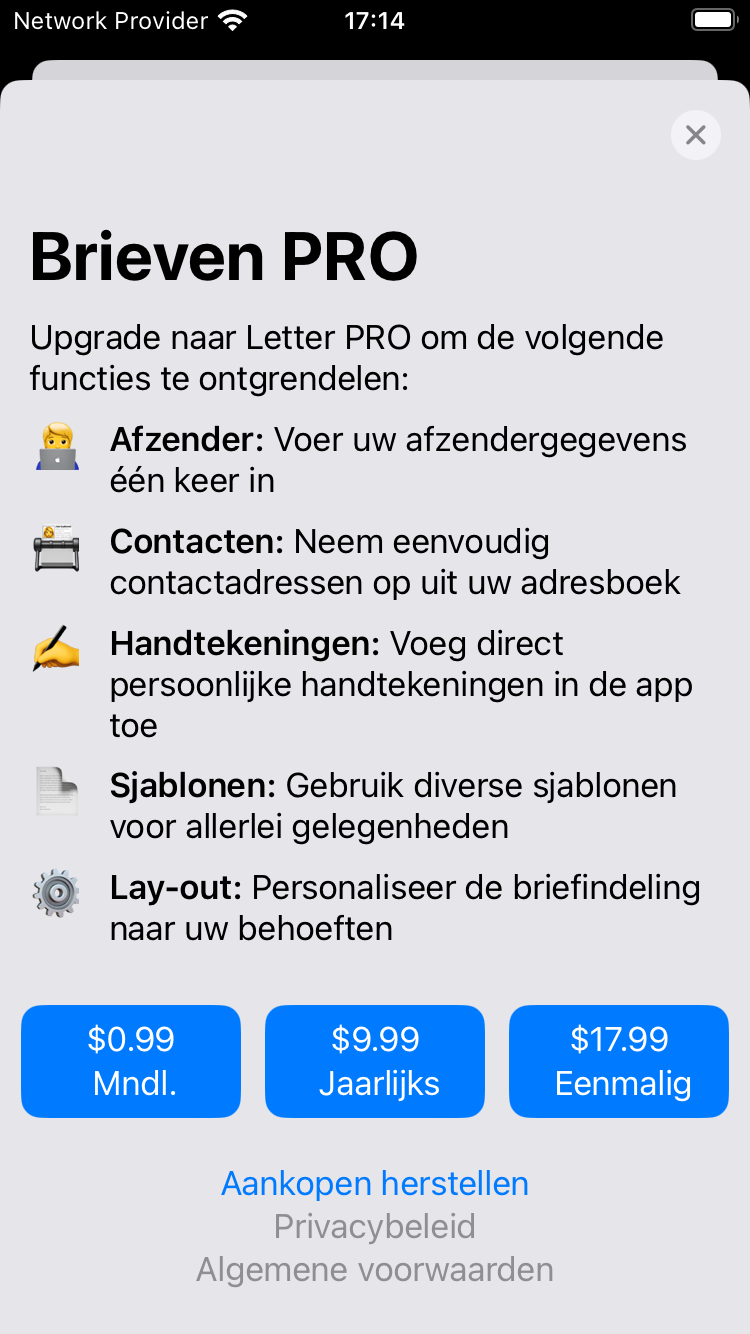 Network Provider 17:14
Brieven PRO
Upgrade naar Letter PRO om de volgende
functies te ontgrendelen:
Afzender: Voer uw afzendergegevens
één keer in
Contacten: Neem eenvoudig
contactadressen op uit uw adresboek
Handtekeningen: Voeg direct
persoonlijke handtekeningen in de app
toe
Sjablonen: Gebruik diverse sjablonen
voor allerlei gelegenheden
Lay-out: Personaliseer de briefindeling
naar uw behoeften
$0.99
Mndl.
$9.99
Jaarlijks
$17.99
Eenmalig
Aankopen herstellen
Privacybeleid
Algemene voorwaarden